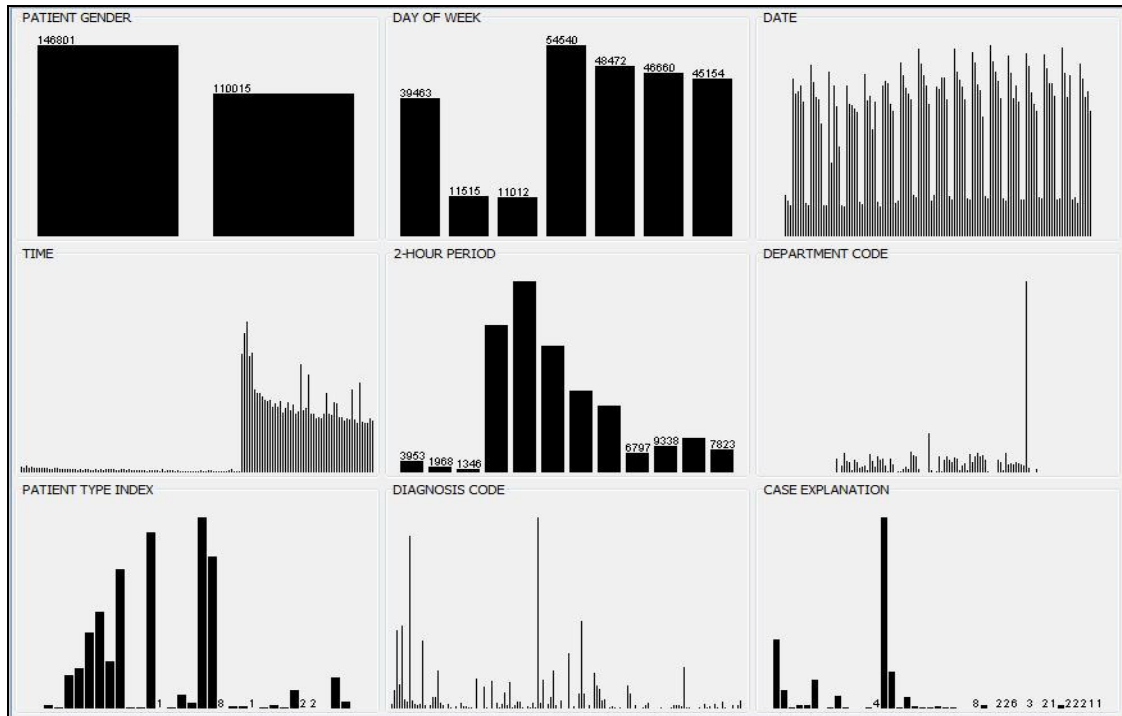 PATIENT GENDER
146801
110015
DAY OF WEEK
39463
11515
11012
54540
48472
46660
45154
DATE
TIME
2-HOUR PERIOD
3953
1968
1346
6797
9338
7823
DEPARTMENT CODE
PATIENT TYPE INDEX
1
8
1
2 2
DIAGNOSIS CODE
CASE EXPLANATION
4
8
226
3
21
22211